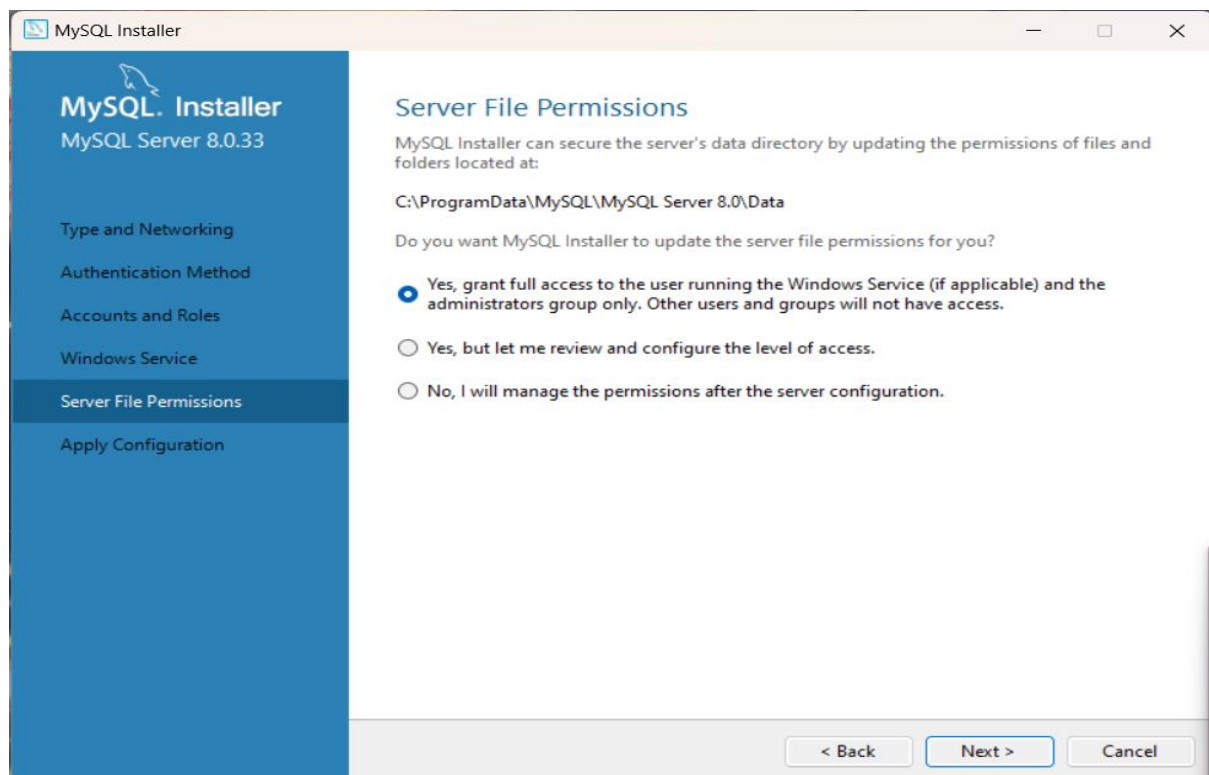 MySQL Installer
MySQL. Installer
MySQL Server 8.0.33
Type and Networking
Authentication Method
Accounts and Roles
Windows Service
Server File Permissions
Apply Configuration
Server File Permissions
MySQL Installer can secure the server's data directory by updating the permissions of files and
folders located at:
C:\ProgramData\MySQL\MySQL Server 8.0\Data
Do you want MySQL Installer to update the server file permissions for you?
Yes, grant full access to the user running the Windows Service (if applicable) and the
administrators group only. Other users and groups will not have access.
Yes, but let me review and configure the level of access.
No, I will manage the permissions after the server configuration.
< Back
Next >
Cancel